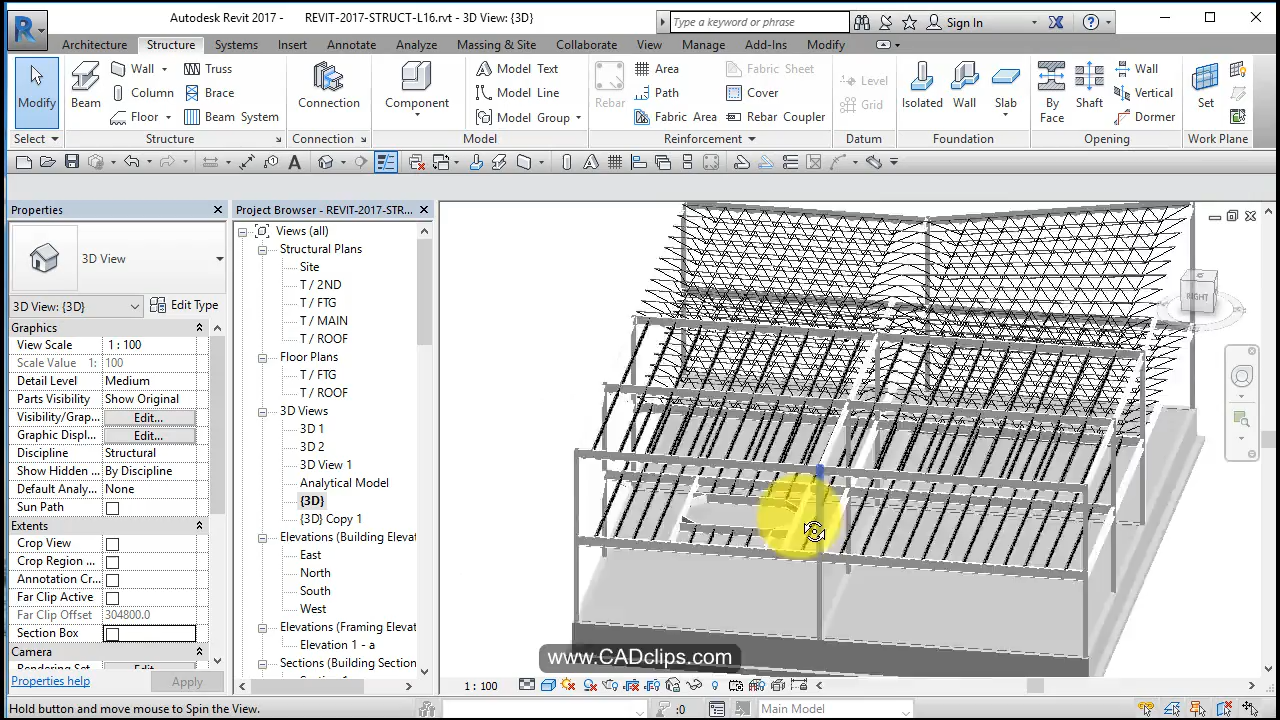 Autodesk Revit 2017 - REVIT-2017-STRUCT-L16.rvt - 3D View: {3D}
Type a keyword or phrase
Sign In
Architecture Structure Systems Insert Annotate Analyze Massing & Site Collaborate View Manage Add-Ins Modify
Modify
Beam
Wall
Column
Floor
Truss
Brace
Beam System
Connection
Component
Model Text
Model Line
Model Group
Rebar
Area
Path
Fabric Area
Fabric Sheet
Cover
Rebar Coupler
Level
Grid
Isolated
Wall
Slab
By
Face
Shaft
Wall
Vertical
Dormer
Set
Select Structure Connection Model Reinforcement Datum Foundation Opening Work Plane
Properties
3D View
3D View: {3D} Edit Type
Graphics
View Scale 1 : 100
Scale Value 1: 100
Detail Level Medium
Parts Visibility Show Original
Visibility/Grap... Edit...
Graphic Displ... Edit...
Discipline Structural
Show Hidden ... By Discipline
Default Analy... None
Sun Path
Extents
Crop View
Crop Region ...
Annotation Cr...
Far Clip Active
Far Clip Offset 304800.0
Section Box
Camera
Rendering Set... Edit...
Properties help Apply
Project Browser - REVIT-2017-STR...
Views (all)
Structural Plans
Site
T / 2ND
T / FTG
T / MAIN
T / ROOF
Floor Plans
T / FTG
T / ROOF
3D Views
3D 1
3D 2
3D View 1
Analytical Model
{3D}
{3D} Copy 1
Elevations (Building Elevat
East
North
South
West
Elevations (Framing Elevat
Elevation 1 - a
Sections (Building Section
RIGHT
www.CADclips.com
1 : 100
Hold button and move mouse to Spin the View.
:0
Main Model